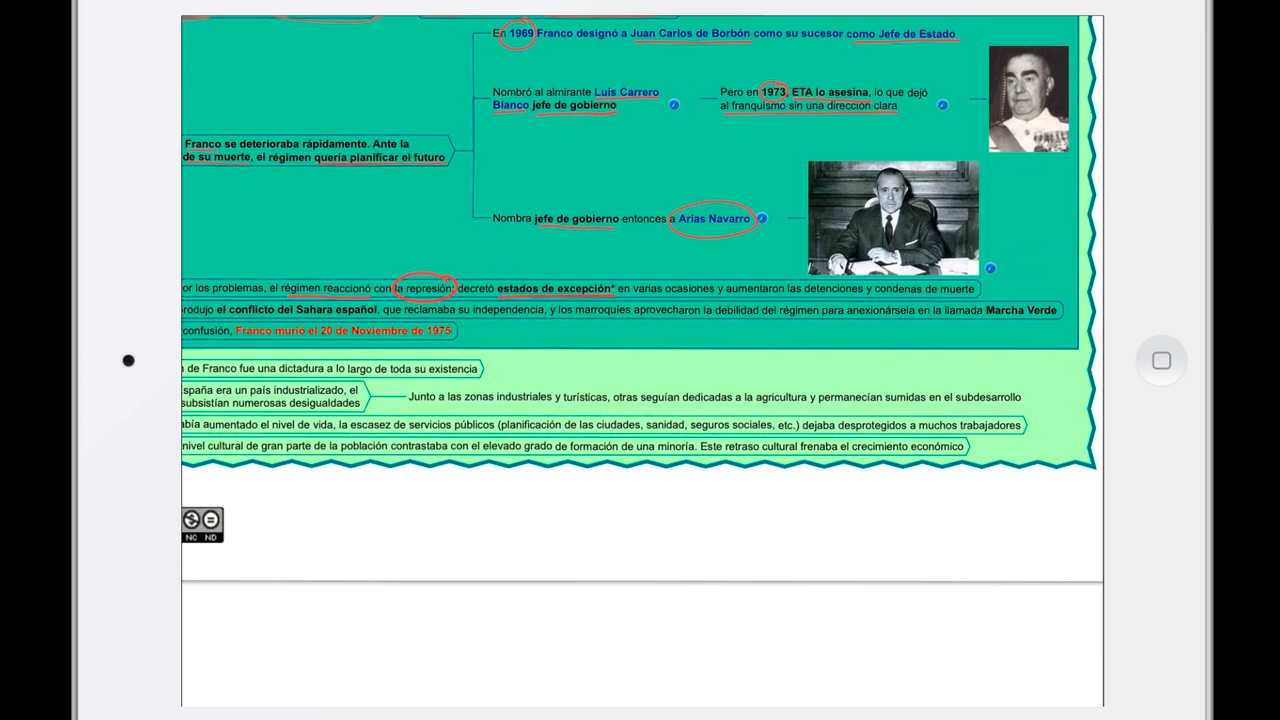 En 1969 Franco designó a Juan Carlos de Borbón como su sucesor como Jefe de Estado
Nombró al almirante Luis Carrero
Blanco jefe de gobierno
Pero en 1973, ETA lo asesina, lo que dejó
al franquismo sin una dirección clara
Franco se deterioraba rápidamente. Ante la
de su muerte, el régimen quería planificar el futuro
Nombra jefe de gobierno entonces a Arias Navarro
or los problemas, el régimen reaccionó con la represión: decretó estados de excepción* en varias ocasiones y aumentaron las detenciones y condenas de muerte
rodujo el conflicto del Sahara español, que reclamaba su independencia, y los marroquíes aprovecharon la debilidad del régimen para anexionársela en la llamada Marcha Verde
confusión, Franco murió el 20 de Noviembre de 1975
n de Franco fue una dictadura a lo largo de toda su existencia
spaña era un país industrializado, el
subsistían numerosas desigualdades
Junto a las zonas industriales y turísticas, otras seguían dedicadas a la agricultura y permanecían sumidas en el subdesarrollo
abía aumentado el nivel de vida, la escasez de servicios públicos (planificación de las ciudades, sanidad, seguros sociales, etc.) dejaba desprotegidos a muchos trabajadores
nivel cultural de gran parte de la población contrastaba con el elevado grado de formación de una minoría. Este retraso cultural frenaba el crecimiento económico
NC ND